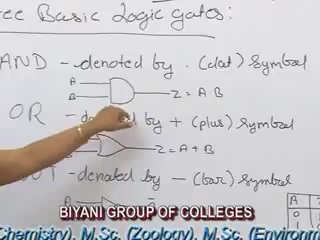 ee Basic Logic gates:
AND - denoted by . (dot) Symbol
A
B
Z = A·B
OR - by + (plus) Symbol
Z = A + B
- denoted by - (bar) Symbol
A
BIYANI GROUP OF COLLEGES
Chemistry), M.Sc. (Zoology), M.Sc. (Environm